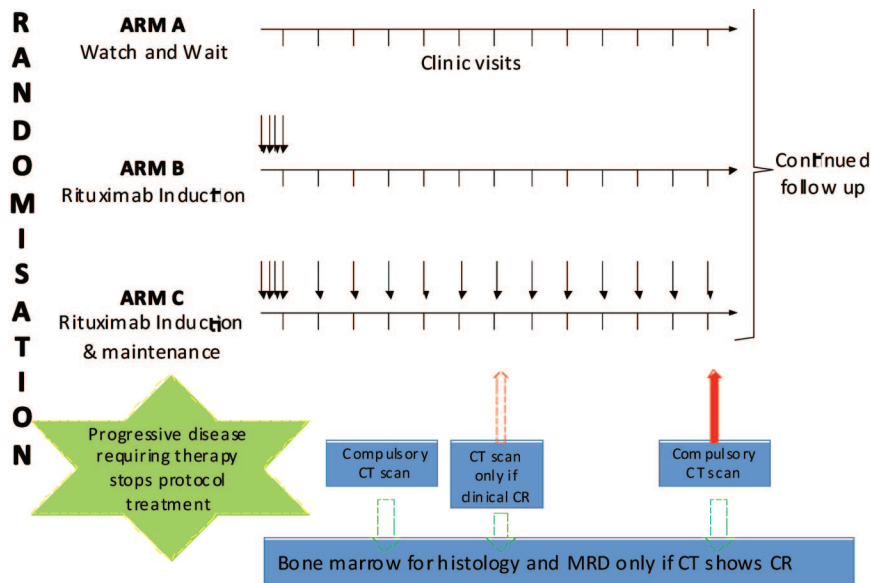 RANDOMISATION
ARM A
Watch and Wait
Clinic visits
ARM B
Rituximab Induction
ARM C
Rituximab Induction
& maintenance
Continued
follow up
Progressive disease
requiring therapy
stops protocol
treatment
Compulsory
CT scan
CT scan
only if
clinical CR
Compulsory
CT scan
Bone marrow for histology and MRD only if CT shows CR